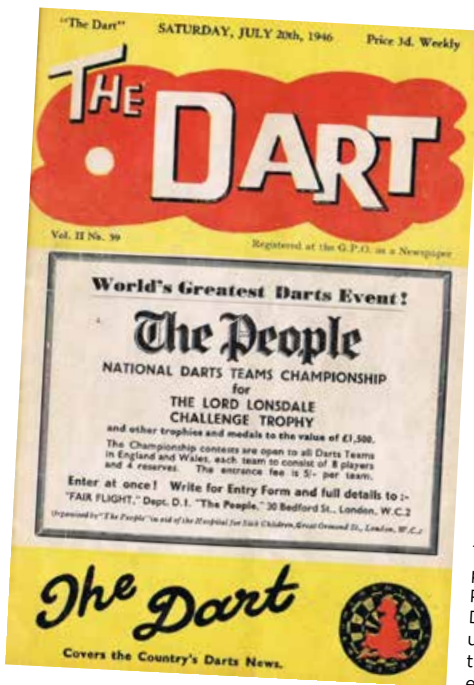 "The Dart" SATURDAY, JULY 20th, 1946 Price 3d. Weekly
THE
DART
Vol. II No. 39 Registered at the G.P.O. as a Newspaper
World's Greatest Darts Event!
The People
NATIONAL DARTS TEAMS CHAMPIONSHIP
for
THE LORD LONSDALE
CHALLENGE TROPHY
and other trophies and medals to the value of £1,500.
The Championship contests are open to all Darts Teams
in England and Wales, each team to consist of 8 players
and 4 reserves. The entrance fee is 5/- per team.
Enter at once! Write for Entry Form and full details to :-
"FAIR FLIGHT," Dept. D.1. "The People," 30 Bedford St., London, W.C.2
Organised by "The People" in aid of the Hospital for Sick Children, Great Ormond St., London, W.C.1
The Dart
Covers the Country's Darts News.